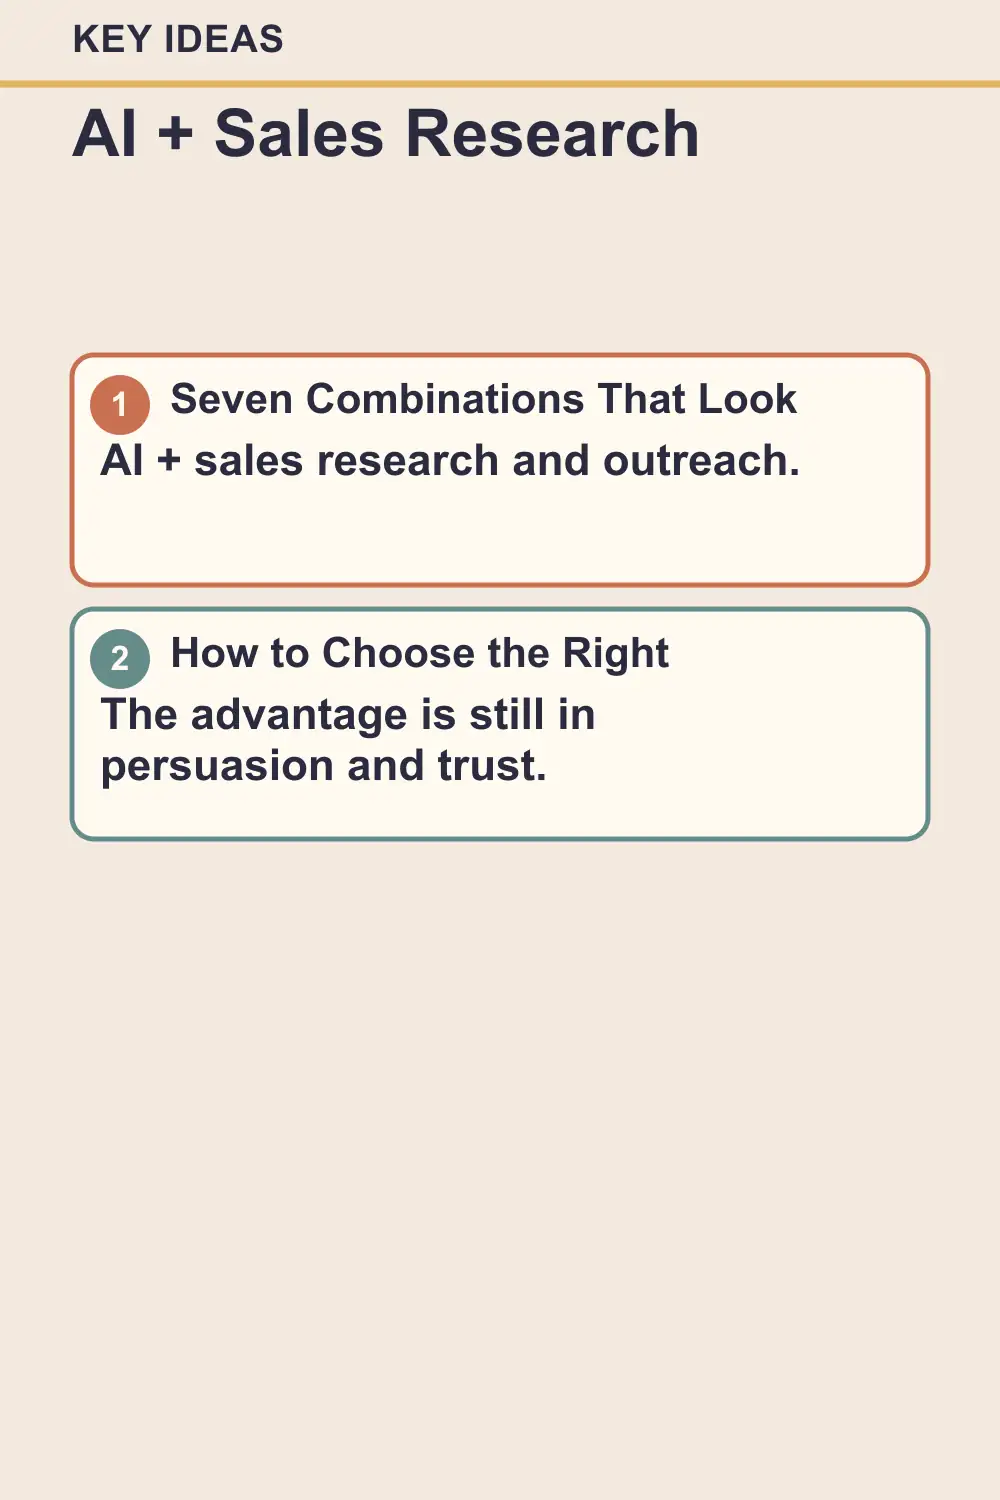 KEY IDEAS
AI + Sales Research
1 Seven Combinations That Look
AI + sales research and outreach.
2 How to Choose the Right
The advantage is still in
persuasion and trust.